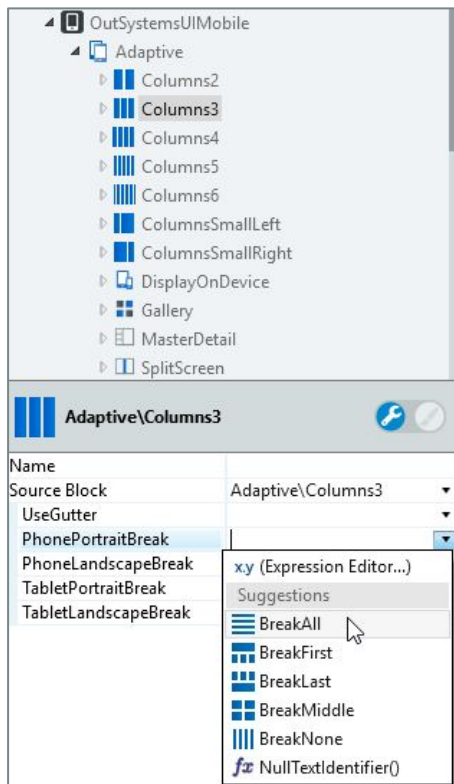 OutSystemsUIMobile
Adaptive
Columns2
Columns3
Columns4
Columns5
Columns6
ColumnsSmallLeft
ColumnsSmallRight
DisplayOnDevice
Gallery
MasterDetail
SplitScreen
Adaptive\Columns3
Name
Source Block Adaptive\Columns3
UseGutter
PhonePortraitBreak
PhoneLandscapeBreak
TabletPortraitBreak
TabletLandscapeBreak
x.y (Expression Editor...)
Suggestions
BreakAll
BreakFirst
BreakLast
BreakMiddle
BreakNone
fx NullTextIdentifier()